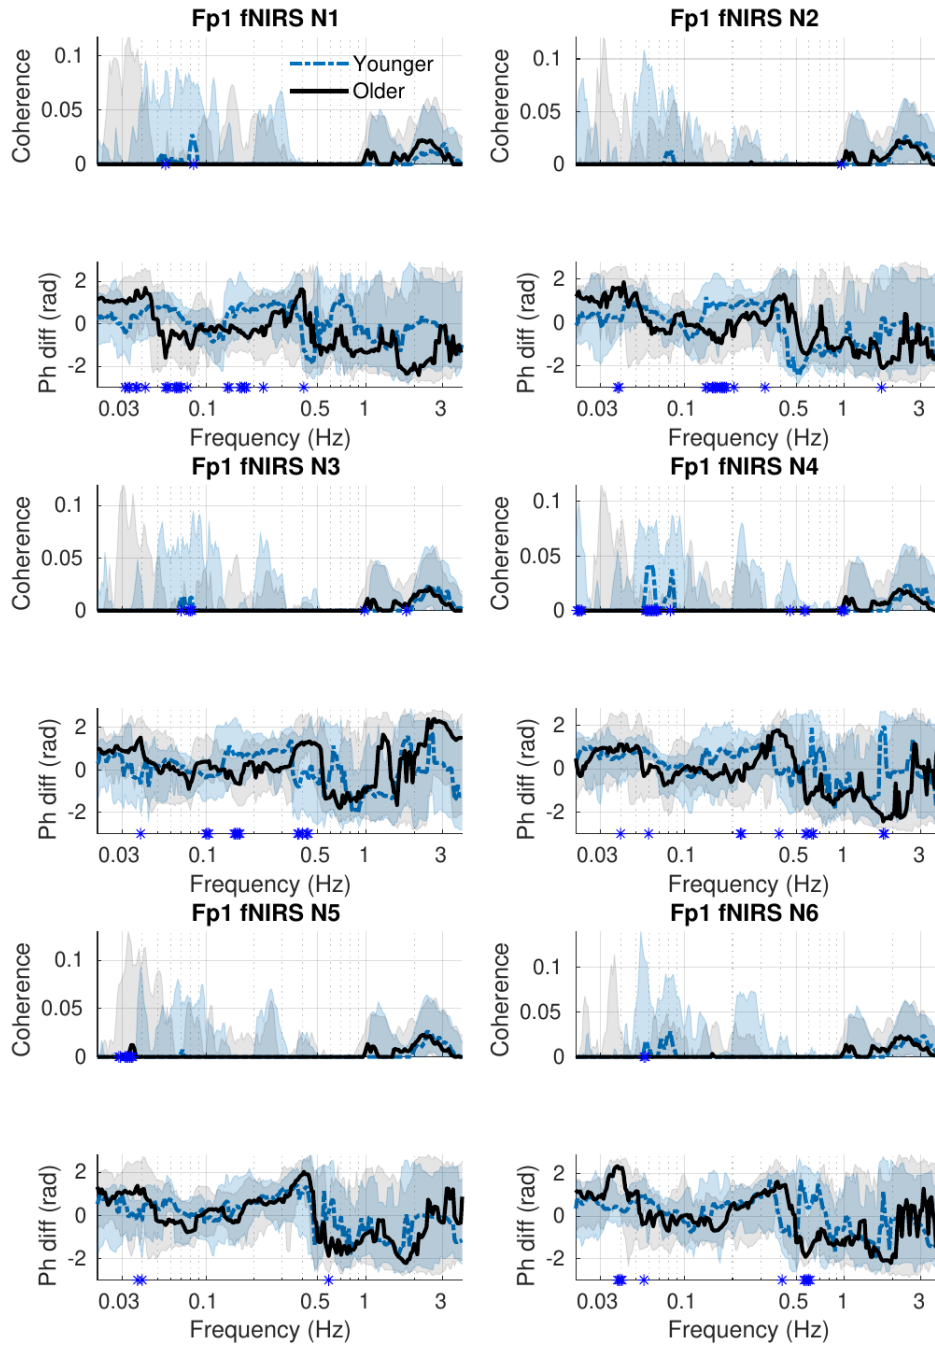 Fp1 fNIRS N1
Fp1 fNIRS N2
0.1
0.05
0
Coherence
Younger
Older
0.1
0.05
0
Coherence
2
0
-2
Ph diff (rad)
0.03 0.1 0.5 1 3
Frequency (Hz)
2
0
-2
Ph diff (rad)
0.03 0.1 0.5 1 3
Frequency (Hz)
Fp1 fNIRS N3
Fp1 fNIRS N4
0.1
0.05
0
Coherence
0.1
0.05
0
Coherence
2
0
-2
Ph diff (rad)
0.03 0.1 0.5 1 3
Frequency (Hz)
2
0
-2
Ph diff (rad)
0.03 0.1 0.5 1 3
Frequency (Hz)
Fp1 fNIRS N5
Fp1 fNIRS N6
0.1
0.05
0
Coherence
0.1
0.05
0
Coherence
2
0
-2
Ph diff (rad)
0.03 0.1 0.5 1 3
Frequency (Hz)
2
0
-2
Ph diff (rad)
0.03 0.1 0.5 1 3
Frequency (Hz)